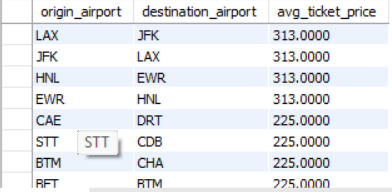 origin_airport destination_airport avg_ticket_price
LAX JFK 313.0000
JFK LAX 313.0000
HNL EWR 313.0000
EWR HNL 313.0000
CAE DRT 225.0000
STT STT CDB 225.0000
BTM CHA 225.0000
BET BTM 225.0000